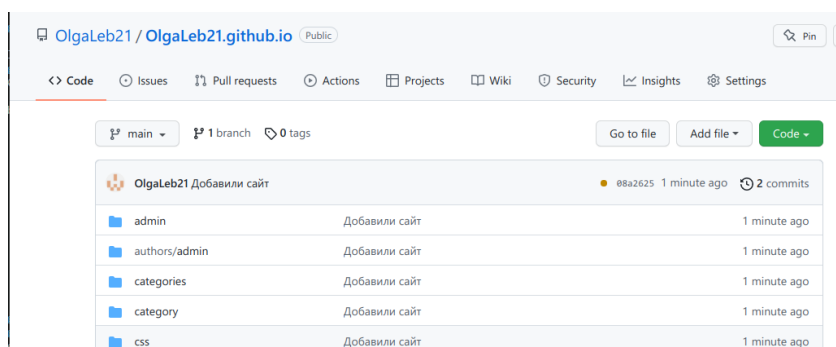 OlgaLeb21 / OlgaLeb21.github.io Public Pin
<> Code Issues Pull requests Actions Projects Wiki Security Insights Settings
main 1 branch 0 tags Go to file Add file Code
OlgaLeb21 Добавили сайт 08a2625 1 minute ago 2 commits
admin Добавили сайт 1 minute ago
authors/admin Добавили сайт 1 minute ago
categories Добавили сайт 1 minute ago
category Добавили сайт 1 minute ago
css Добавили сайт 1 minute ago